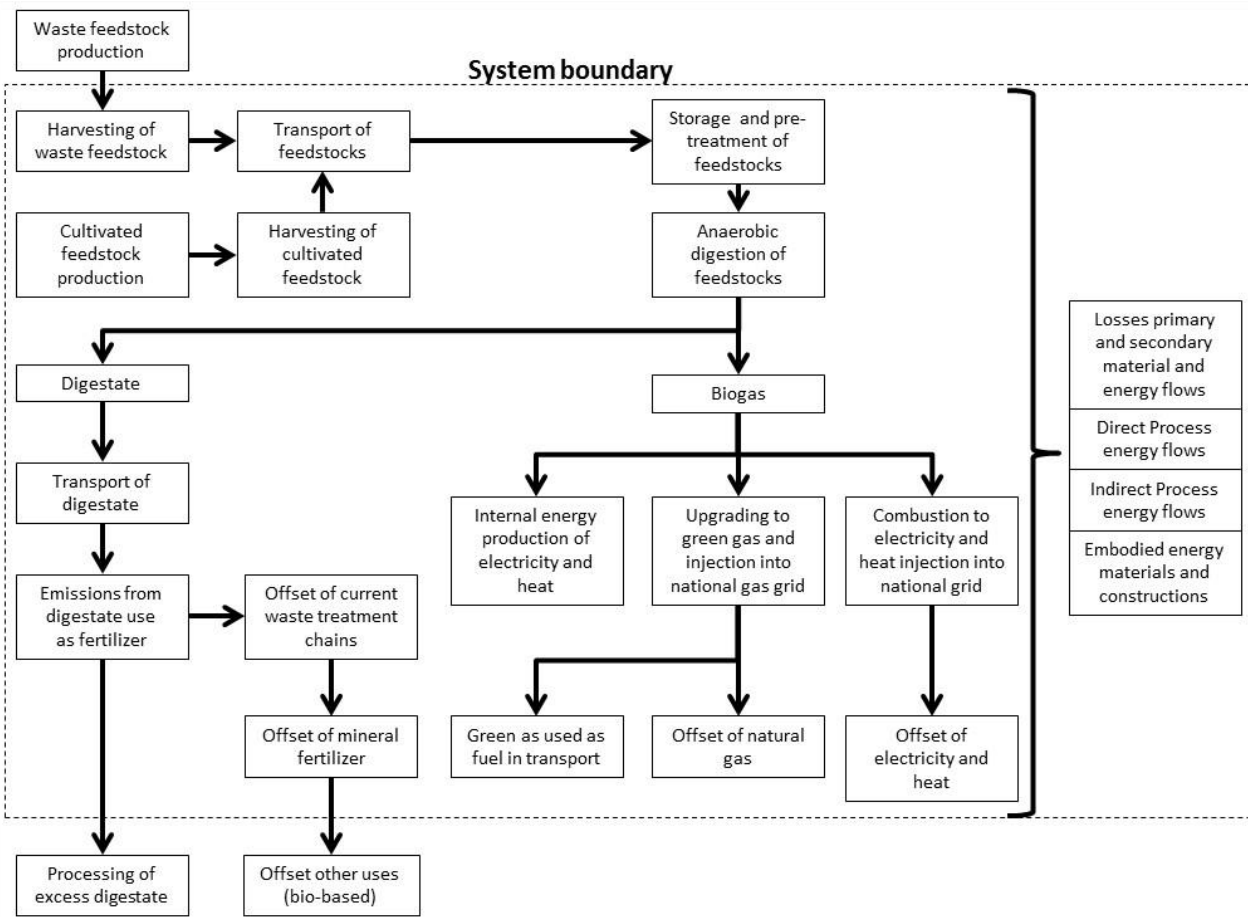 Waste feedstock
production
System boundary
Harvesting of
waste feedstock
Transport of
feedstocks
Storage and pre-
treatment of
feedstocks
Cultivated
feedstock
production
Harvesting of
cultivated
feedstock
Anaerobic
digestion of
feedstocks
Losses primary
and secondary
material and
energy flows
Direct Process
energy flows
Indirect Process
energy flows
Embodied energy
materials and
constructions
Digestate
Biogas
Transport of
digestate
Internal energy
production of
electricity and
heat
Upgrading to
green gas and
injection into
national gas grid
Combustion to
electricity and
heat injection into
national grid
Emissions from
digestate use
as fertilizer
Offset of current
waste treatment
chains
Offset of mineral
fertilizer
Green as used as
fuel in transport
Offset of natural
gas
Offset of
electricity and
heat
Processing of
excess digestate
Offset other uses
(bio-based)